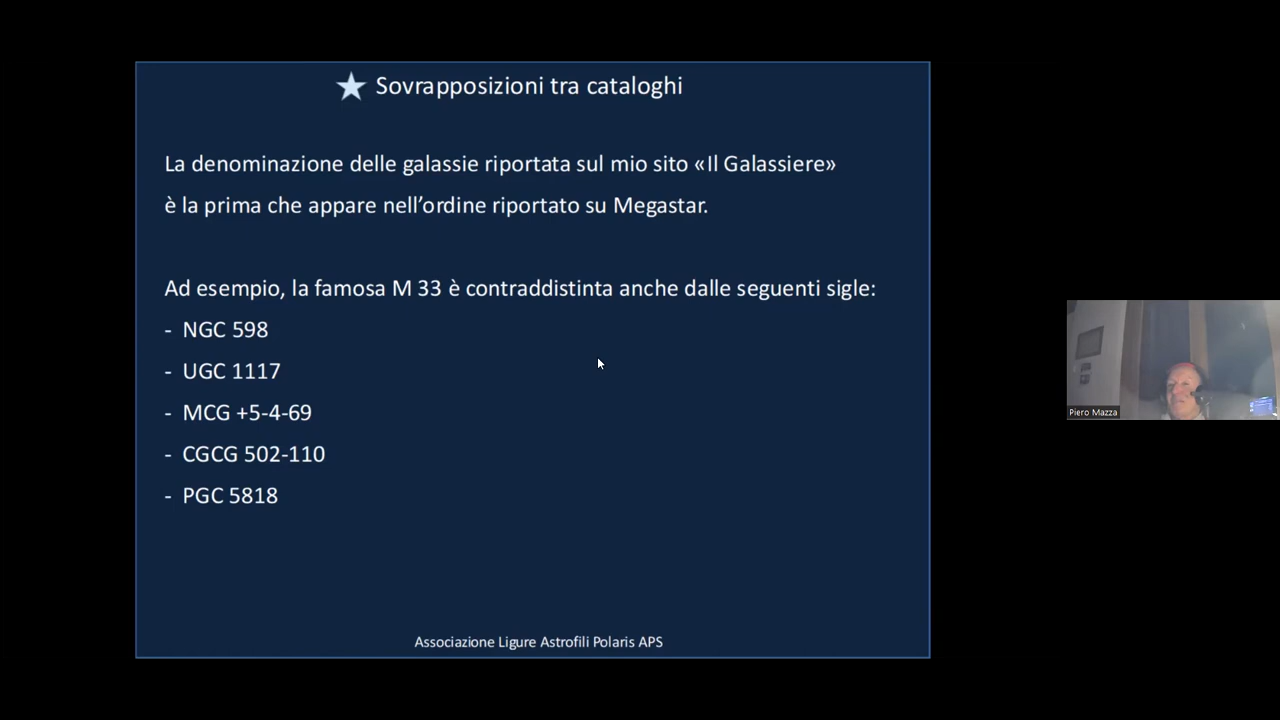 Sovrapposizioni tra cataloghi
La denominazione delle galassie riportata sul mio sito «Il Galassiere»
è la prima che appare nell’ordine riportato su Megastar.
Ad esempio, la famosa M 33 è contraddistinta anche dalle seguenti sigle:
- NGC 598
- UGC 1117
- MCG +5-4-69
- CGCG 502-110
- PGC 5818
Piero Mazza
Associazione Ligure Astrofili Polaris APS